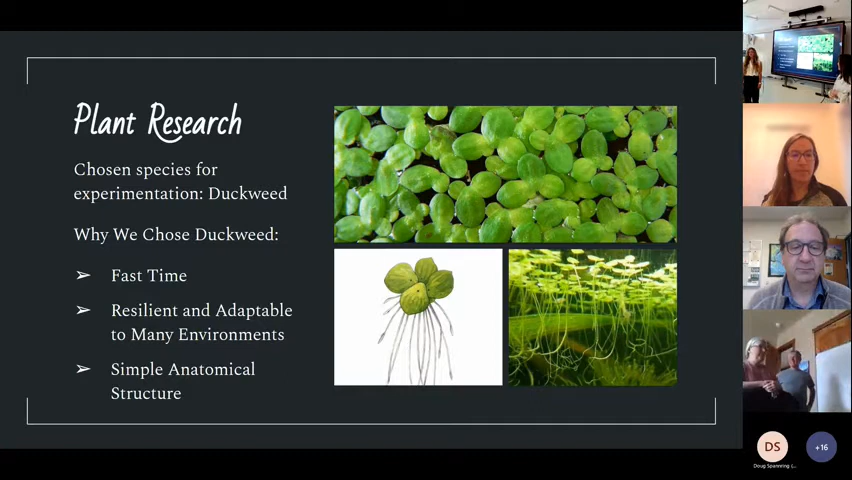 Plant Research
Chosen species for
experimentation: Duckweed
Why We Chose Duckweed:
➢ Fast Time
➢ Resilient and Adaptable
to Many Environments
➢ Simple Anatomical
Structure
DS
+16
Doug Spanning (...